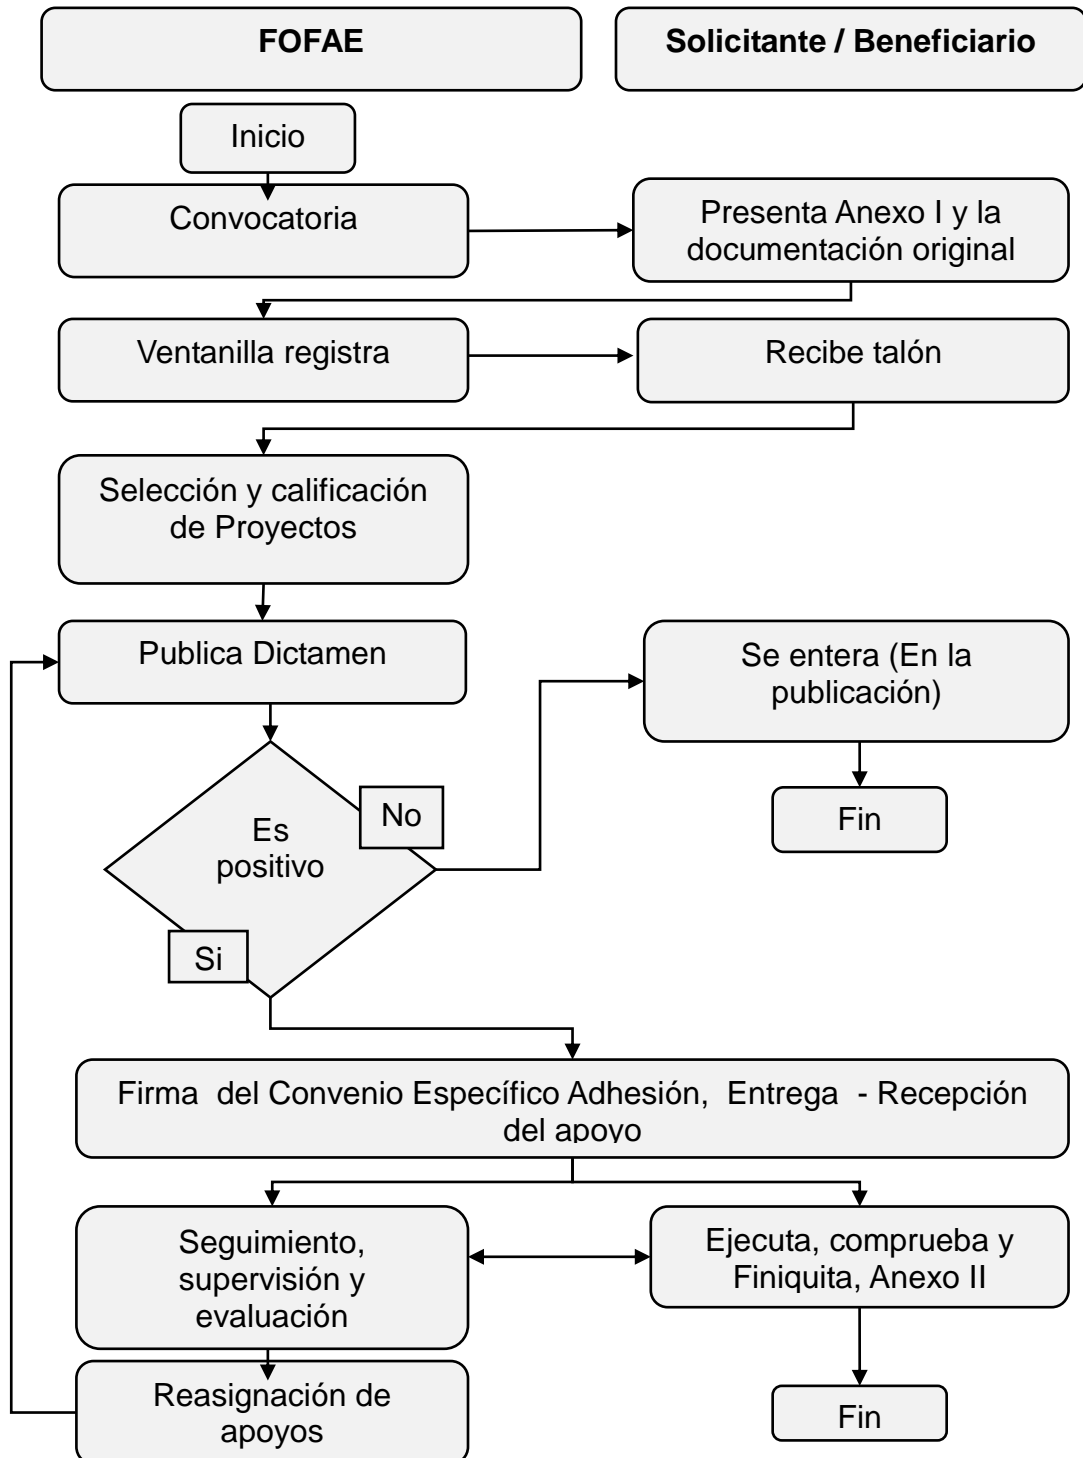 FOFAE
Solicitante / Beneficiario
Inicio
Convocatoria
Presenta Anexo I y la
documentación original
Ventanilla registra
Recibe talón
Selección y calificación
de Proyectos
Publica Dictamen
Se entera (En la
publicación)
No
Es
positivo
Fin
Si
Firma del Convenio Específico Adhesión, Entrega - Recepción
del apoyo
Seguimiento,
supervisión y
evaluación
Ejecuta, comprueba y
Finiquita, Anexo II
Reasignación de
apoyos
Fin